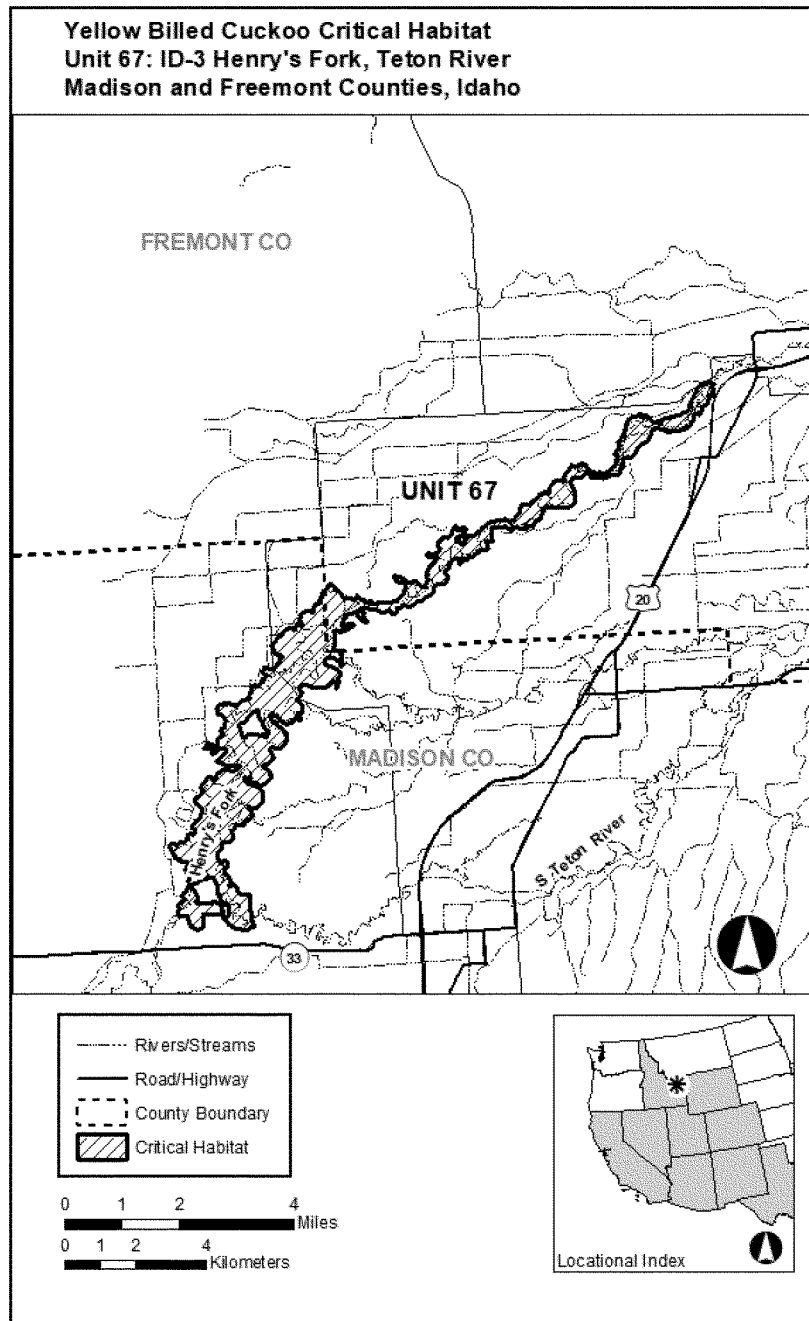 Yellow Billed Cuckoo Critical Habitat
Unit 67: ID-3 Henry's Fork, Teton River
Madison and Freemont Counties, Idaho
FREMONT CO
UNIT 67
20
MADISON CO
Henry's Fork
S Teton River
33
Rivers/Streams
Road/Highway
County Boundary
Critical Habitat
0 1 2 4
Miles
0 1 2 4
Kilometers
Locational Index